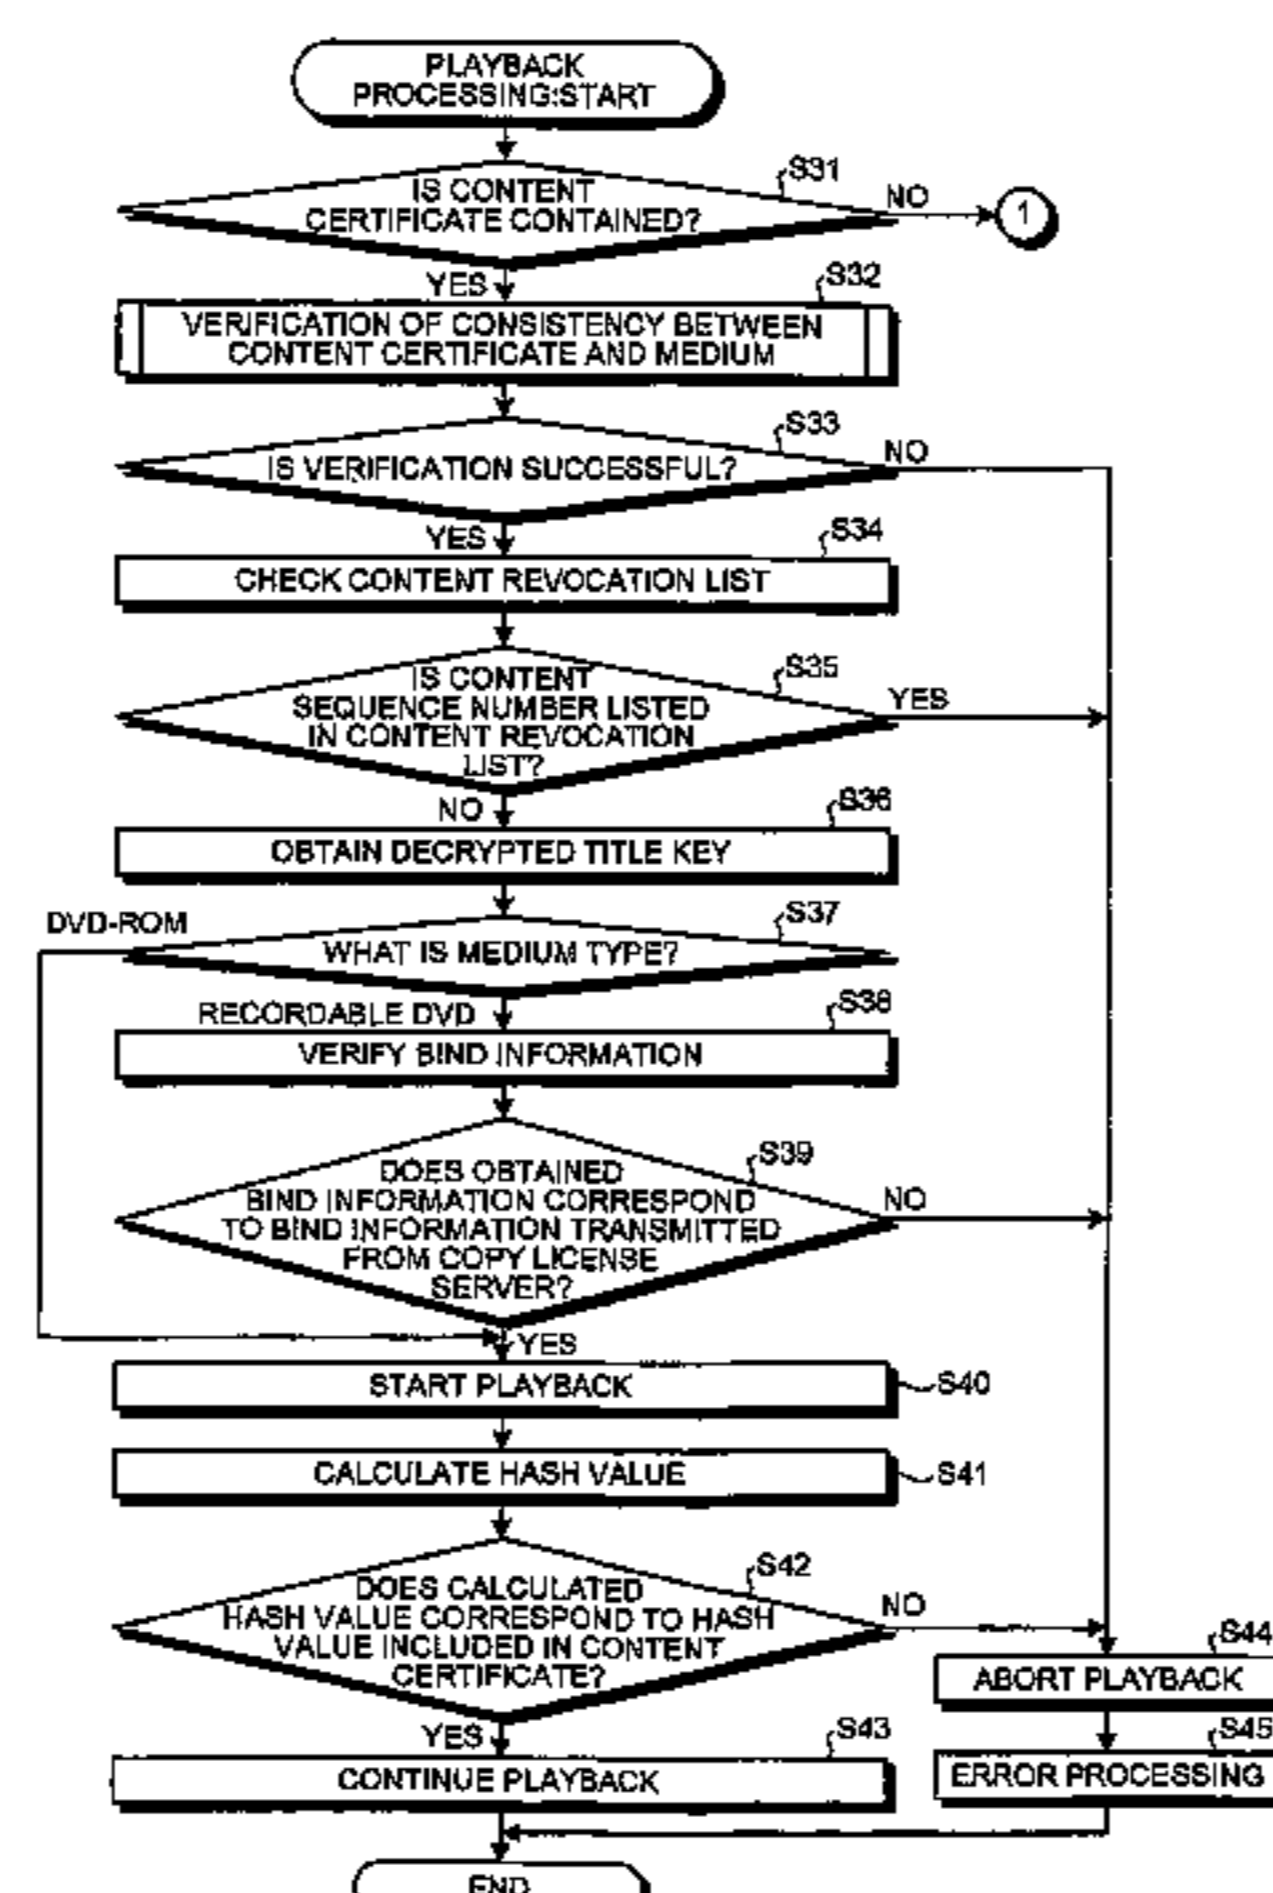 PLAYBACK
PROCESSING:START
S31
IS CONTENT
CERTIFICATE CONTAINED?
NO
1
YES
S32
VERIFICATION OF CONSISTENCY BETWEEN
CONTENT CERTIFICATE AND MEDIUM
S33
IS VERIFICATION SUCCESSFUL?
NO
YES
S34
CHECK CONTENT REVOCATION LIST
S35
IS CONTENT
SEQUENCE NUMBER LISTED
IN CONTENT REVOCATION
LIST?
YES
NO
S36
OBTAIN DECRYPTED TITLE KEY
DVD-ROM
S37
WHAT IS MEDIUM TYPE?
RECORDABLE DVD
S38
VERIFY BIND INFORMATION
S39
DOES OBTAINED
BIND INFORMATION CORRESPOND
TO BIND INFORMATION TRANSMITTED
FROM COPY LICENSE
SERVER?
NO
YES
START PLAYBACK
S40
CALCULATE HASH VALUE
S41
S42
DOES CALCULATED
HASH VALUE CORRESPOND TO HASH
VALUE INCLUDED IN CONTENT
CERTIFICATE?
NO
S44
ABORT PLAYBACK
YES
S43
CONTINUE PLAYBACK
S45
ERROR PROCESSING
END